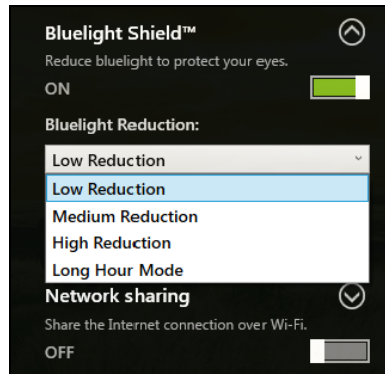 Bluelight Shield™
Reduce bluelight to protect your eyes.
ON
Bluelight Reduction:
Low Reduction
Low Reduction
Medium Reduction
High Reduction
Long Hour Mode
Network sharing
Share the Internet connection over Wi-Fi.
OFF